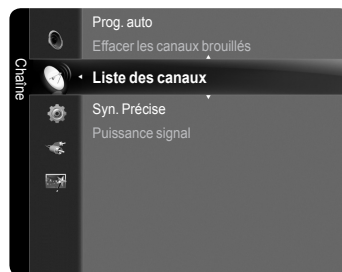 Chaîne
Prog. auto
Effacer les canaux brouillés
Liste des canaux
Syn. Précise
Puissance signal